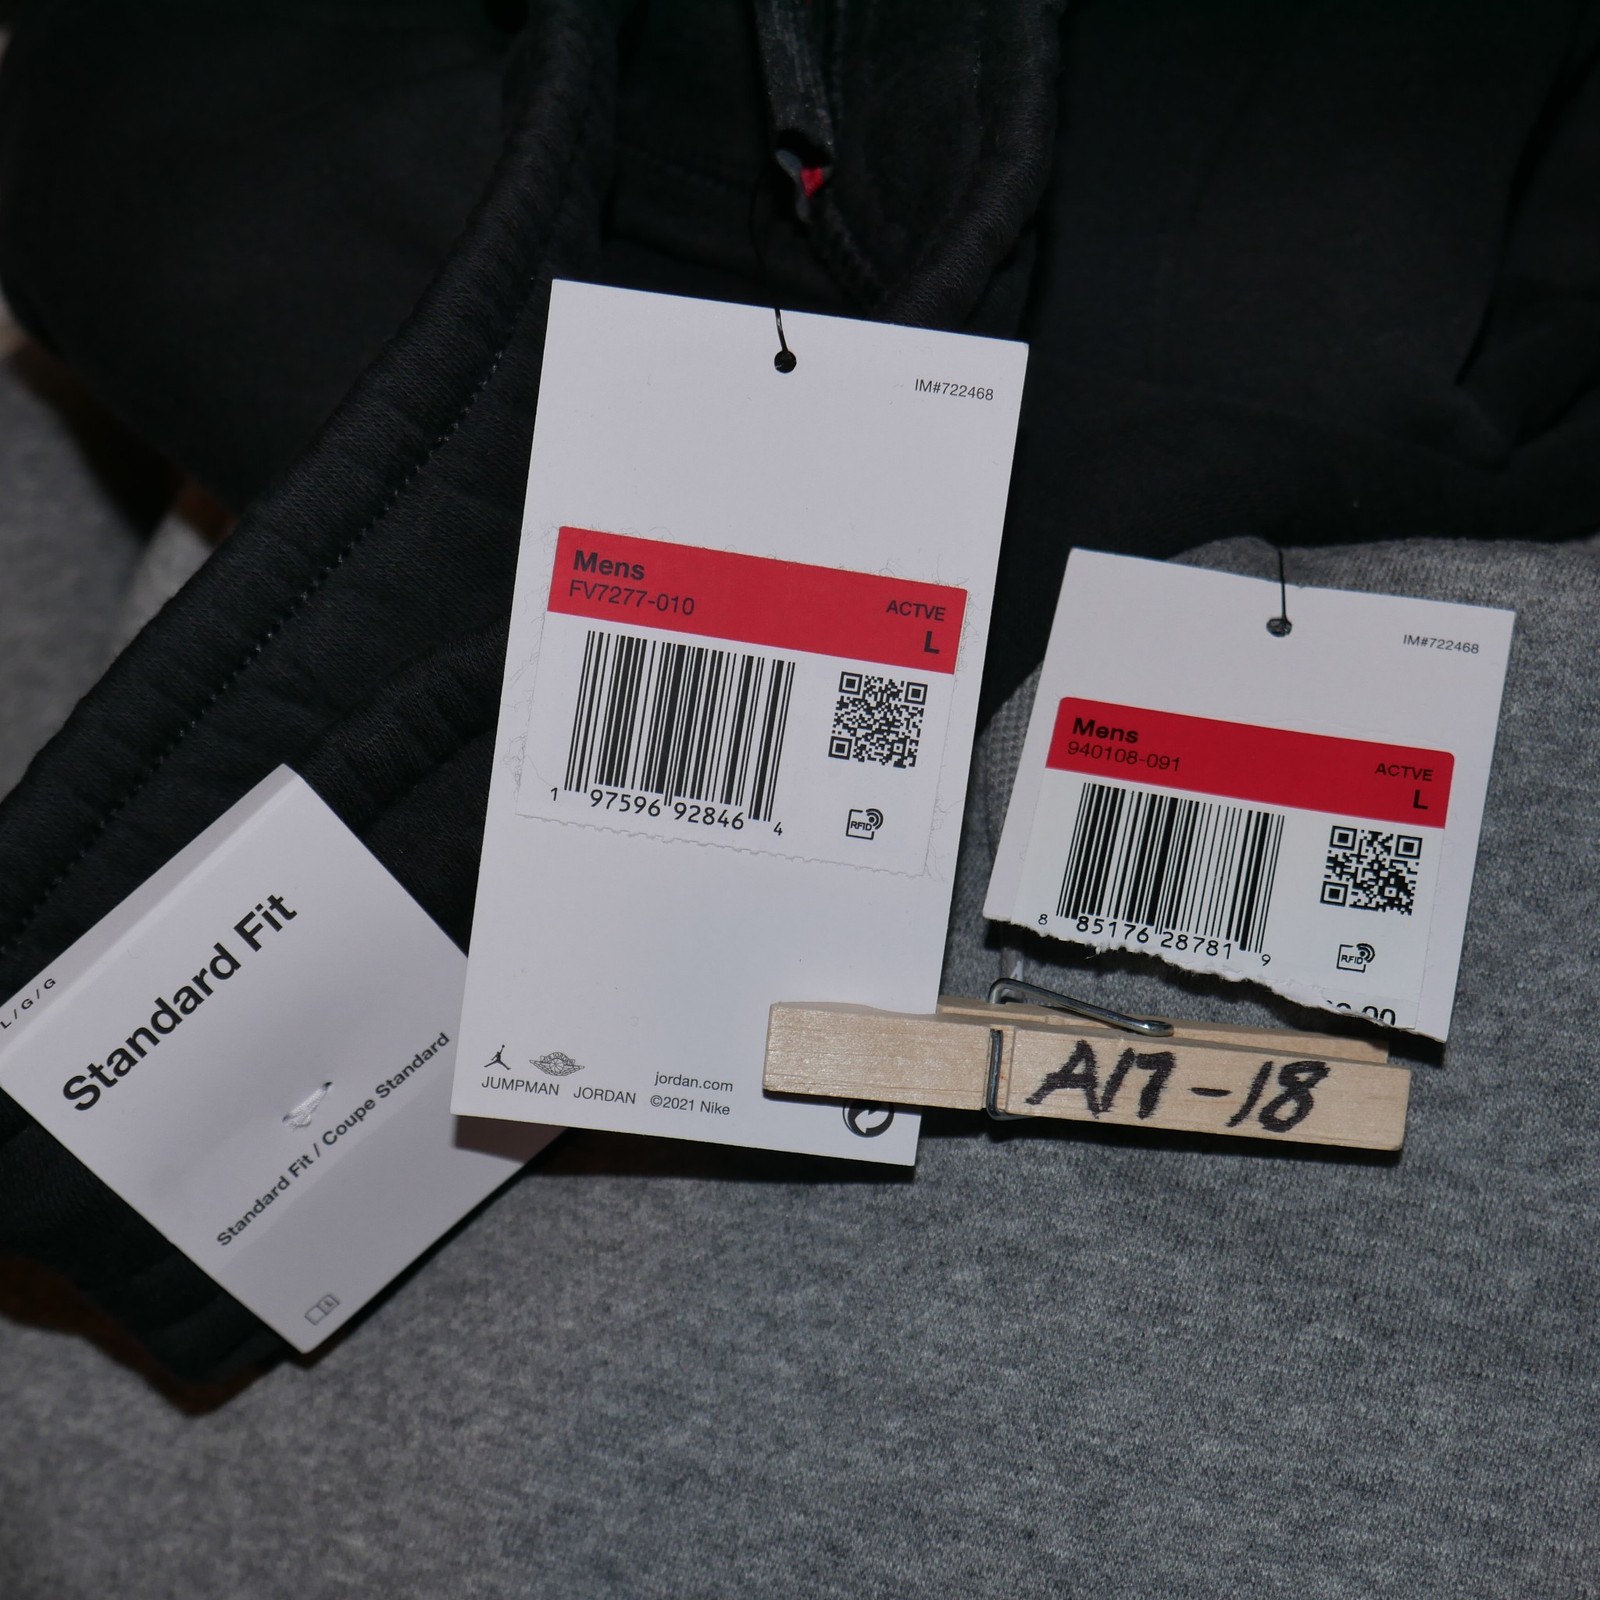 IM#722468
Mens
FV7277-010
ACTVE
L
1 97596 92846 4
RFID
JUMPMAN JORDAN
jordan.com
©2021 Nike
IM#722468
Mens
940108-091
ACTVE
L
8 85176 28781 9
RFID
A17-18
L/G/G
Standard Fit
Standard Fit / Coupe Standard